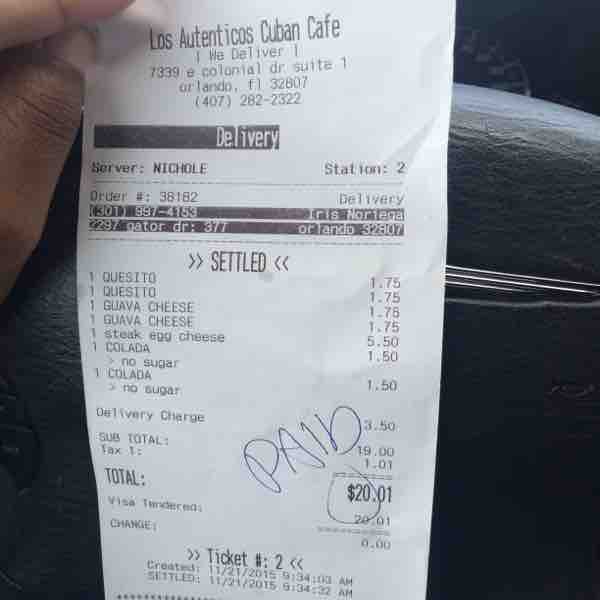 Los Autenticos Cuban Cafe
| We Deliver |
7339 e colonial dr suite 1
orlando, fl 32807
(407) 282-2322
Delivery
Server: NICHOLE Station: 2
Order #: 38182 Delivery
(301) 997-4153 Iris Noriega
2297 gator dr: 377 orlando 32807
>> SETTLED <<
1 QUESITO 1.75
1 QUESITO 1.75
1 GUAVA CHEESE 1.75
1 GUAVA CHEESE 1.75
1 steak egg cheese 5.50
1 COLADA 1.50
> no sugar
1 COLADA 1.50
> no sugar
Delivery Charge 3.50
PAID
SUB TOTAL: 19.00
Tax 1: 1.01
TOTAL: $20.01
Visa Tendered: 20.01
CHANGE: 0.00
>> Ticket #: 2 <<
Created: 11/21/2015 9:34:03 AM
SETTLED: 11/21/2015 9:34:32 AM